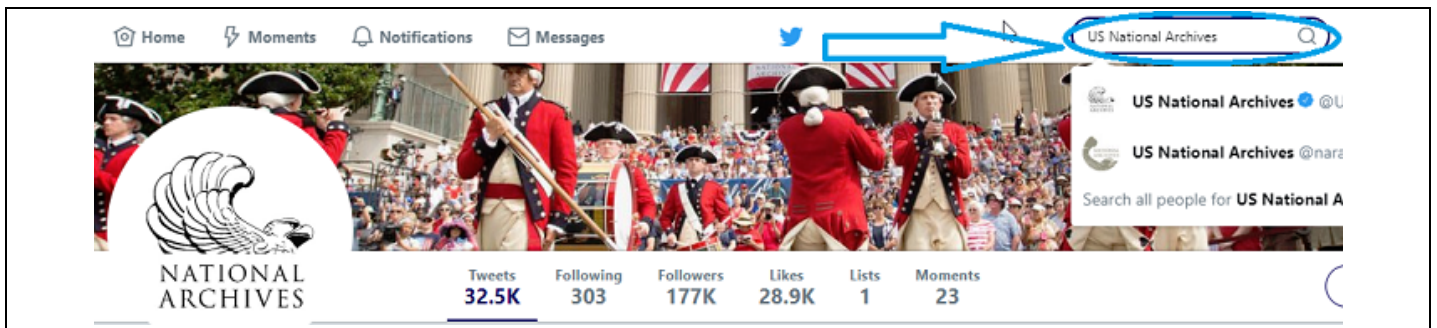 Home Moments Notifications Messages US National Archives
US National Archives @U
US National Archives @nara
Search all people for US National A
NATIONAL
ARCHIVES
Tweets Following Followers Likes Lists Moments
32.5K 303 177K 28.9K 1 23